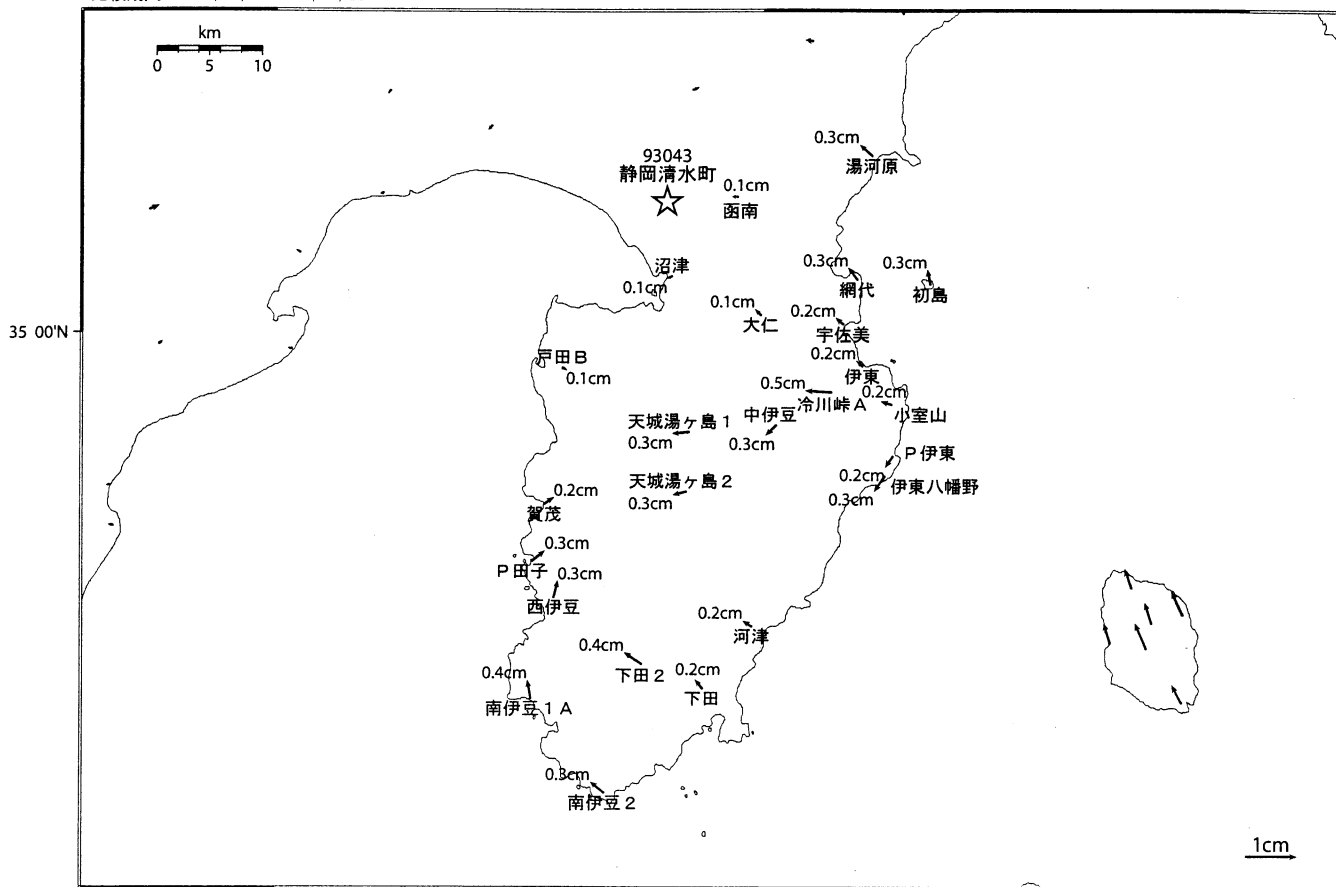 km
0 5 10
0.3cm
湯河原
93043
静岡清水町
0.1cm
函南
沼津
0.1cm
0.3cm
網代
0.3cm
初島
0.1cm
大仁
0.2cm
宇佐美
35 00'N
0.2cm
伊東
戸田B
0.1cm
0.5cm
冷川峠A
0.2cm
小室山
天城湯ヶ島1
0.3cm
中伊豆
0.3cm
P伊東
0.2cm
伊東八幡野
0.3cm
天城湯ヶ島2
0.3cm
0.2cm
賀茂
0.3cm
P田子
0.3cm
西伊豆
0.2cm
河津
0.4cm
下田2
0.2cm
下田
0.4cm
南伊豆1A
0.3cm
南伊豆2
1cm